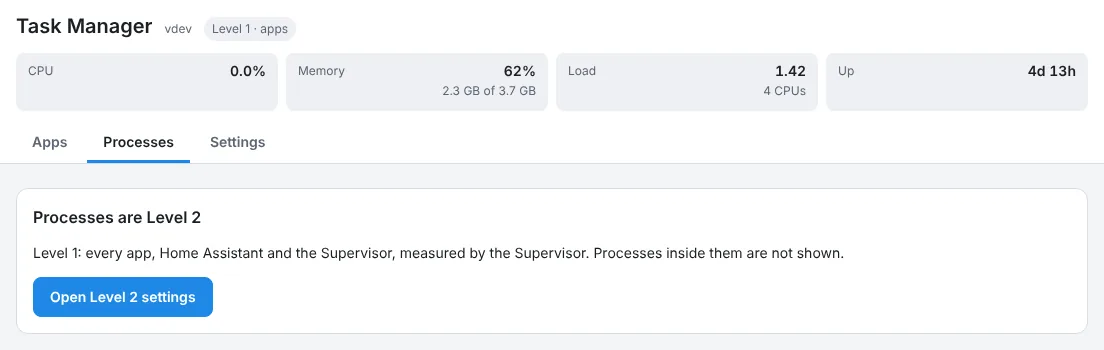 Task Manager vdev Level 1 · apps
CPU 0.0%
Memory 62%
2.3 GB of 3.7 GB
Load 1.42
4 CPUs
Up 4d 13h
Apps Processes Settings
Processes are Level 2
Level 1: every app, Home Assistant and the Supervisor, measured by the Supervisor. Processes inside them are not shown.
Open Level 2 settings